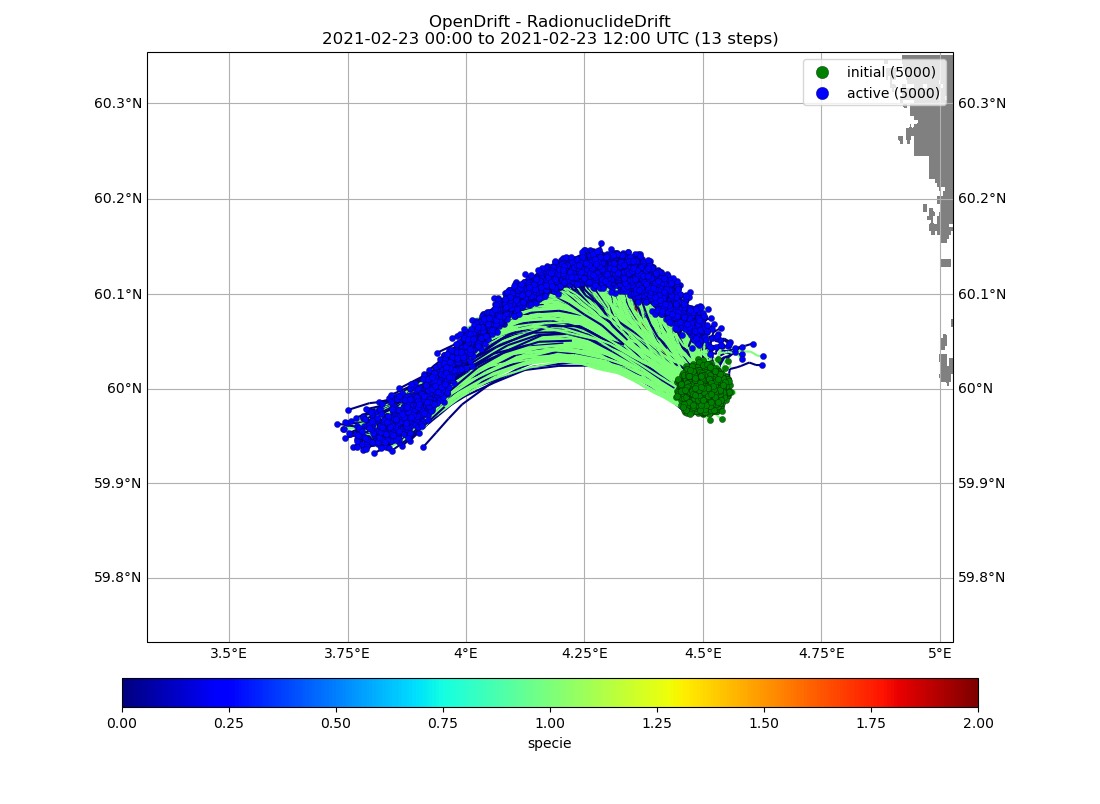 OpenDrift - RadionuclideDrift
2021-02-23 00:00 to 2021-02-23 12:00 UTC (13 steps)
initial (5000)
active (5000)
60.3°N 60.3°N
60.2°N 60.2°N
60.1°N 60.1°N
60°N 60°N
59.9°N 59.9°N
59.8°N 59.8°N
3.5°E 3.75°E 4°E 4.25°E 4.5°E 4.75°E 5°E
0.00 0.25 0.50 0.75 1.00 1.25 1.50 1.75 2.00
specie